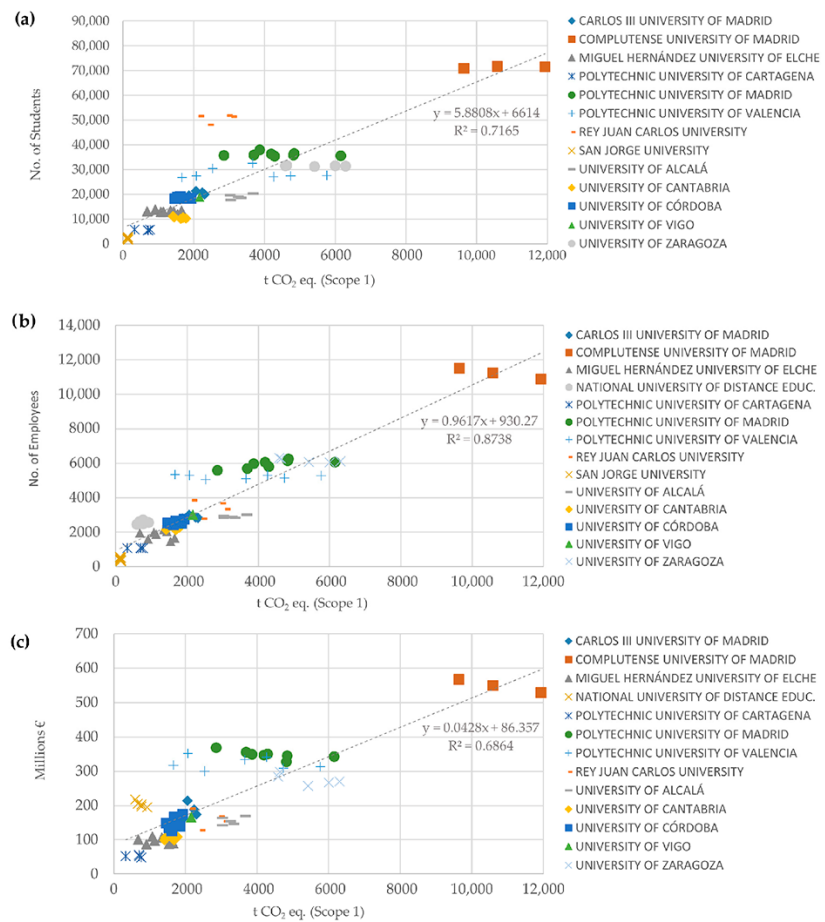 (a)
90,000
80,000
70,000
60,000
50,000
40,000
30,000
20,000
10,000
0
No. of Students
0 2000 4000 6000 8000 10,000 12,000
t CO₂ eq. (Scope 1)
y = 5.8808x + 6614
R² = 0.7165
CARLOS III UNIVERSITY OF MADRID
COMPLUTENSE UNIVERSITY OF MADRID
MIGUEL HERNÁNDEZ UNIVERSITY OF ELCHE
POLYTECHNIC UNIVERSITY OF CARTAGENA
POLYTECHNIC UNIVERSITY OF MADRID
POLYTECHNIC UNIVERSITY OF VALENCIA
REY JUAN CARLOS UNIVERSITY
SAN JORGE UNIVERSITY
UNIVERSITY OF ALCALÁ
UNIVERSITY OF CANTABRIA
UNIVERSITY OF CÓRDOBA
UNIVERSITY OF VIGO
UNIVERSITY OF ZARAGOZA
(b)
14,000
12,000
10,000
8000
6000
4000
2000
0
No. of Employees
0 2000 4000 6000 8000 10,000 12,000
t CO₂ eq. (Scope 1)
y = 0.9617x + 930.27
R² = 0.8738
CARLOS III UNIVERSITY OF MADRID
COMPLUTENSE UNIVERSITY OF MADRID
MIGUEL HERNÁNDEZ UNIVERSITY OF ELCHE
NATIONAL UNIVERSITY OF DISTANCE EDUC.
POLYTECHNIC UNIVERSITY OF CARTAGENA
POLYTECHNIC UNIVERSITY OF MADRID
POLYTECHNIC UNIVERSITY OF VALENCIA
REY JUAN CARLOS UNIVERSITY
SAN JORGE UNIVERSITY
UNIVERSITY OF ALCALÁ
UNIVERSITY OF CANTABRIA
UNIVERSITY OF CÓRDOBA
UNIVERSITY OF VIGO
UNIVERSITY OF ZARAGOZA
(c)
700
600
500
400
300
200
100
0
Millions €
0 2000 4000 6000 8000 10,000 12,000
t CO₂ eq. (Scope 1)
y = 0.0428x + 86.357
R² = 0.6864
CARLOS III UNIVERSITY OF MADRID
COMPLUTENSE UNIVERSITY OF MADRID
MIGUEL HERNÁNDEZ UNIVERSITY OF ELCHE
NATIONAL UNIVERSITY OF DISTANCE EDUC.
POLYTECHNIC UNIVERSITY OF CARTAGENA
POLYTECHNIC UNIVERSITY OF MADRID
POLYTECHNIC UNIVERSITY OF VALENCIA
REY JUAN CARLOS UNIVERSITY
UNIVERSITY OF ALCALÁ
UNIVERSITY OF CANTABRIA
UNIVERSITY OF CÓRDOBA
UNIVERSITY OF VIGO
UNIVERSITY OF ZARAGOZA